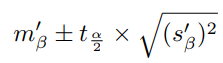 m′_β ± t_{α/2} × √(s′_β)²